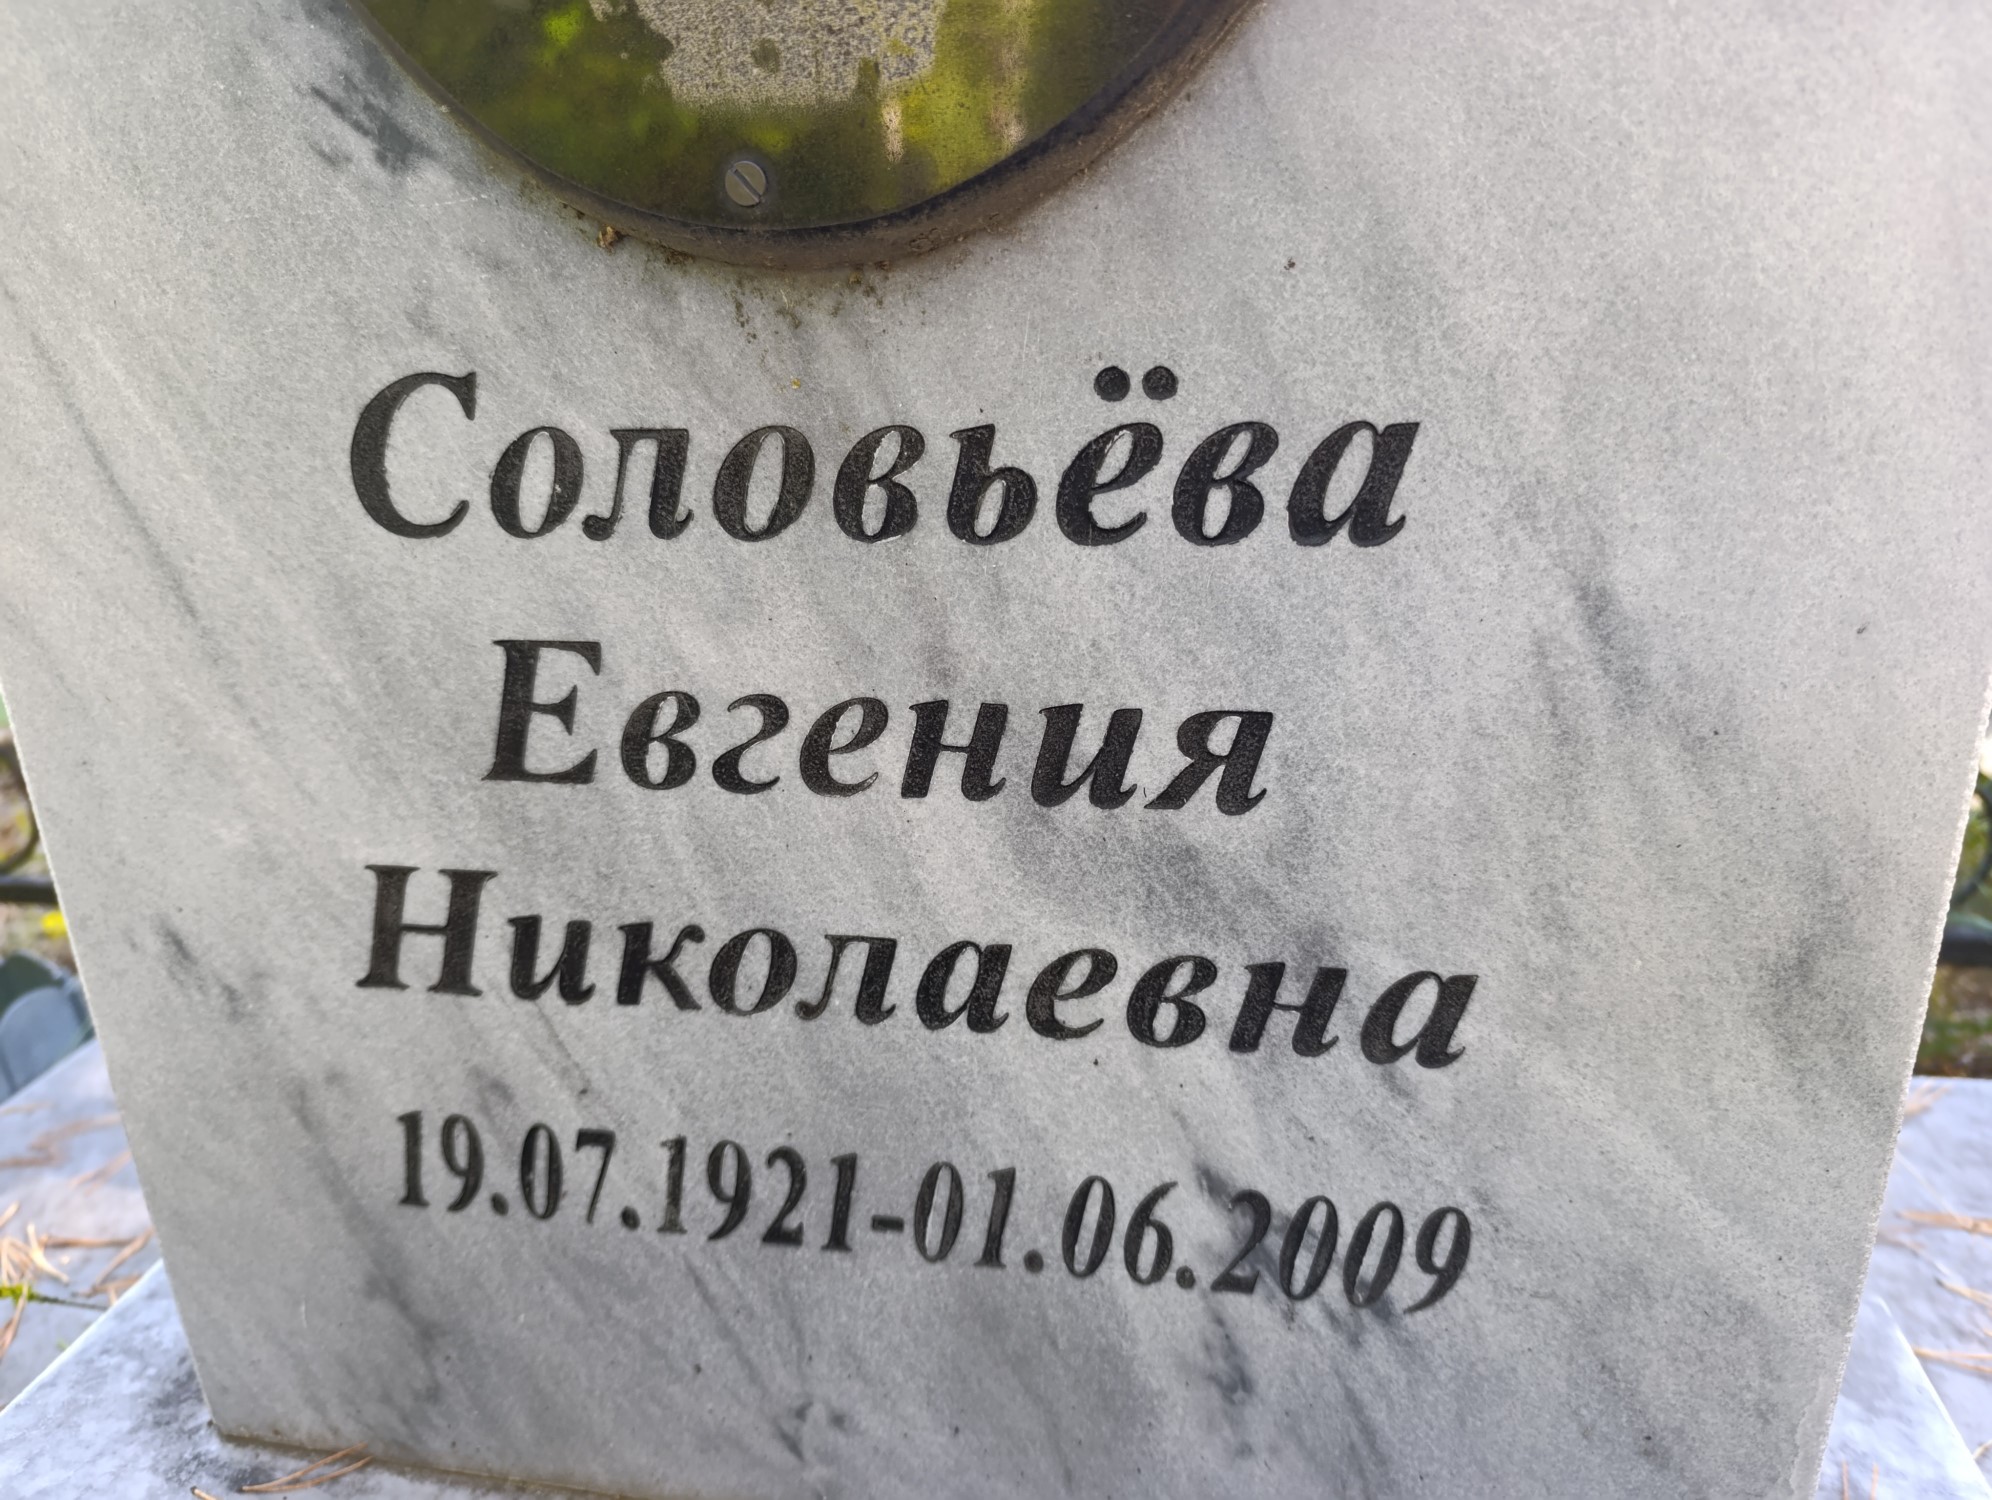 Соловьёва
Евгения
Николаевна
19.07.1921-01.06.2009